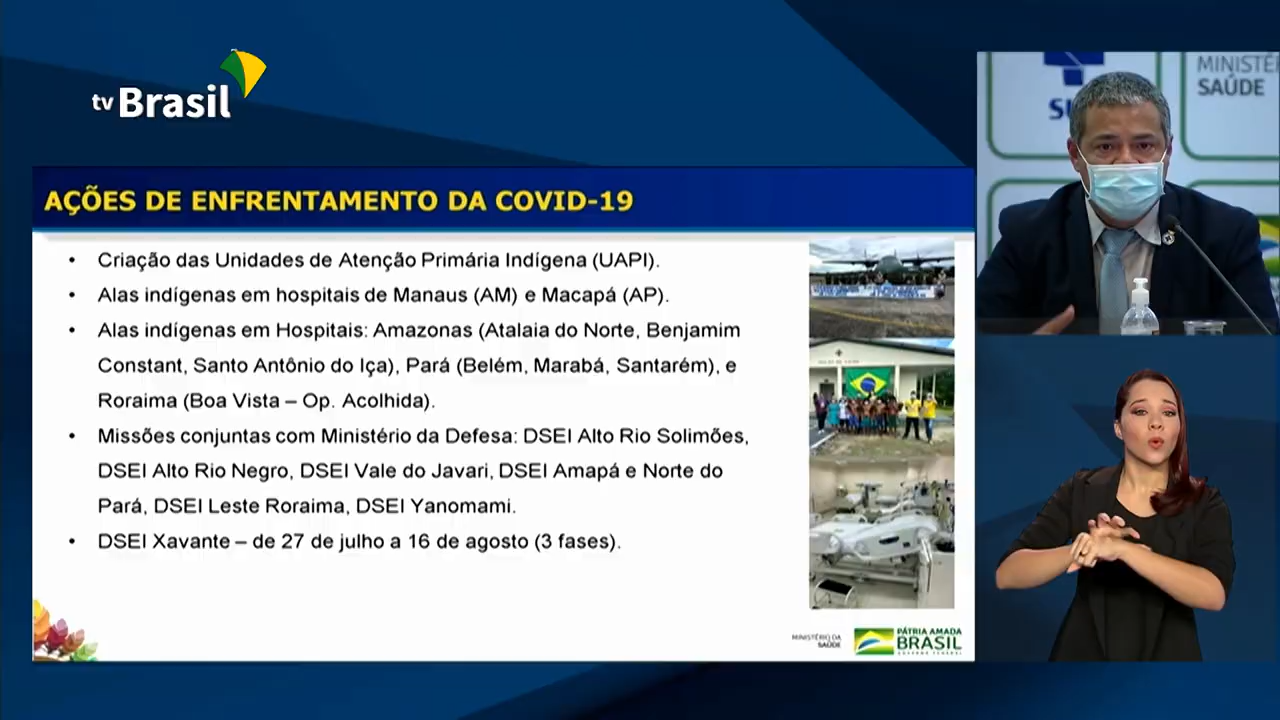 tv Brasil
MINISTÉR
SAÚDE
AÇÕES DE ENFRENTAMENTO DA COVID-19
• Criação das Unidades de Atenção Primária Indígena (UAPI).
• Alas indígenas em hospitais de Manaus (AM) e Macapá (AP).
• Alas indígenas em Hospitais: Amazonas (Atalaia do Norte, Benjamim
Constant, Santo Antônio do Iça), Pará (Belém, Marabá, Santarém), e
Roraima (Boa Vista – Op. Acolhida).
• Missões conjuntas com Ministério da Defesa: DSEI Alto Rio Solimões,
DSEI Alto Rio Negro, DSEI Vale do Javari, DSEI Amapá e Norte do
Pará, DSEI Leste Roraima, DSEI Yanomami.
• DSEI Xavante – de 27 de julho a 16 de agosto (3 fases).
MINISTÉRIO DA
SAÚDE
PÁTRIA AMADA
BRASIL
GOVERNO FEDERAL